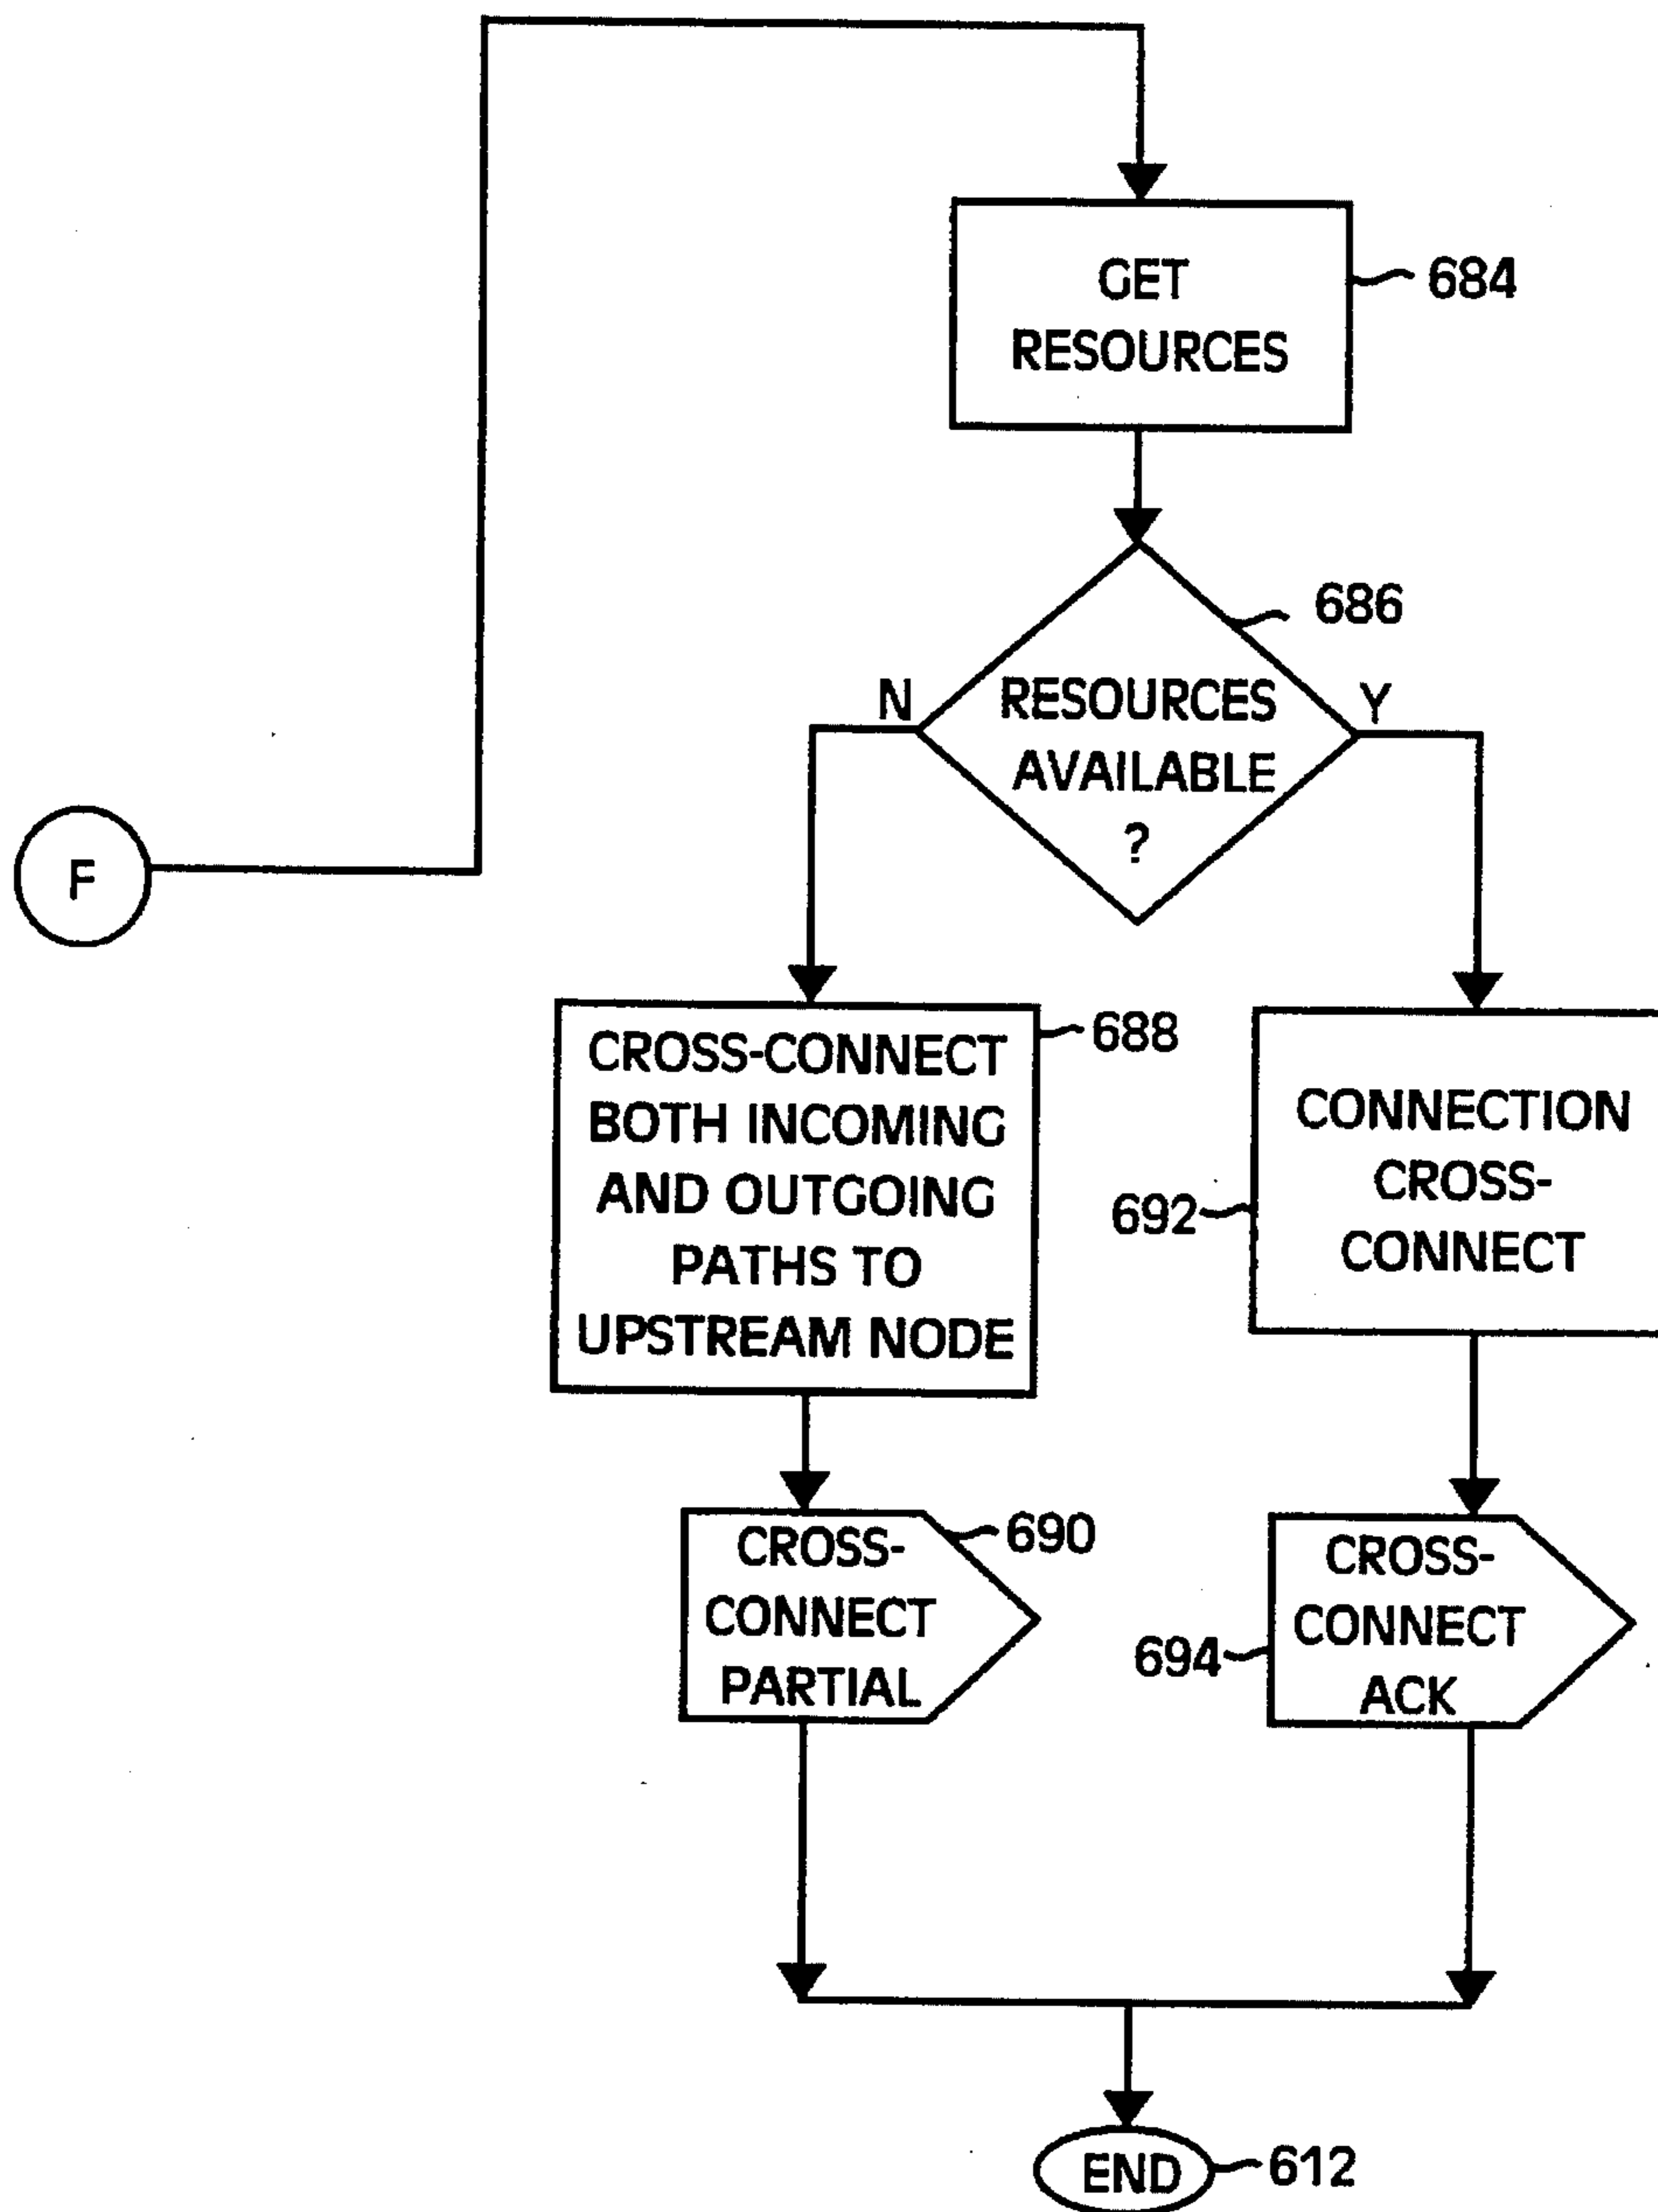 GET
RESOURCES
684
686
N
RESOURCES
Y
AVAILABLE
?
F
CROSS-CONNECT
BOTH INCOMING
AND OUTGOING
PATHS TO
UPSTREAM NODE
688
CONNECTION
CROSS-
CONNECT
692
CROSS-
CONNECT
PARTIAL
690
CROSS-
CONNECT
ACK
694
END
612